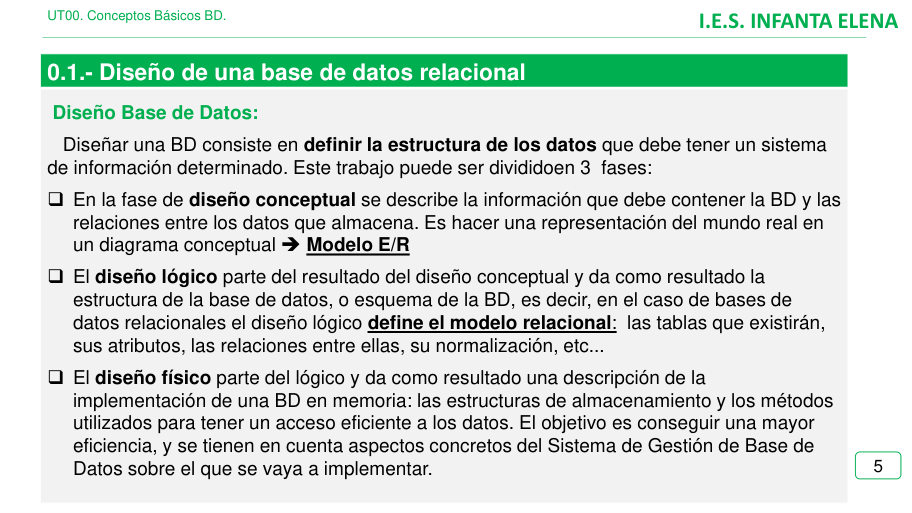 UT00. Conceptos Básicos BD.
I.E.S. INFANTA ELENA
0.1.- Diseño de una base de datos relacional
Diseño Base de Datos:
Diseñar una BD consiste en definir la estructura de los datos que debe tener un sistema
de información determinado. Este trabajo puede ser divididoen 3 fases:
❑ En la fase de diseño conceptual se describe la información que debe contener la BD y las
relaciones entre los datos que almacena. Es hacer una representación del mundo real en
un diagrama conceptual ➔ Modelo E/R
❑ El diseño lógico parte del resultado del diseño conceptual y da como resultado la
estructura de la base de datos, o esquema de la BD, es decir, en el caso de bases de
datos relacionales el diseño lógico define el modelo relacional: las tablas que existirán,
sus atributos, las relaciones entre ellas, su normalización, etc...
❑ El diseño físico parte del lógico y da como resultado una descripción de la
implementación de una BD en memoria: las estructuras de almacenamiento y los métodos
utilizados para tener un acceso eficiente a los datos. El objetivo es conseguir una mayor
eficiencia, y se tienen en cuenta aspectos concretos del Sistema de Gestión de Base de
Datos sobre el que se vaya a implementar.
5